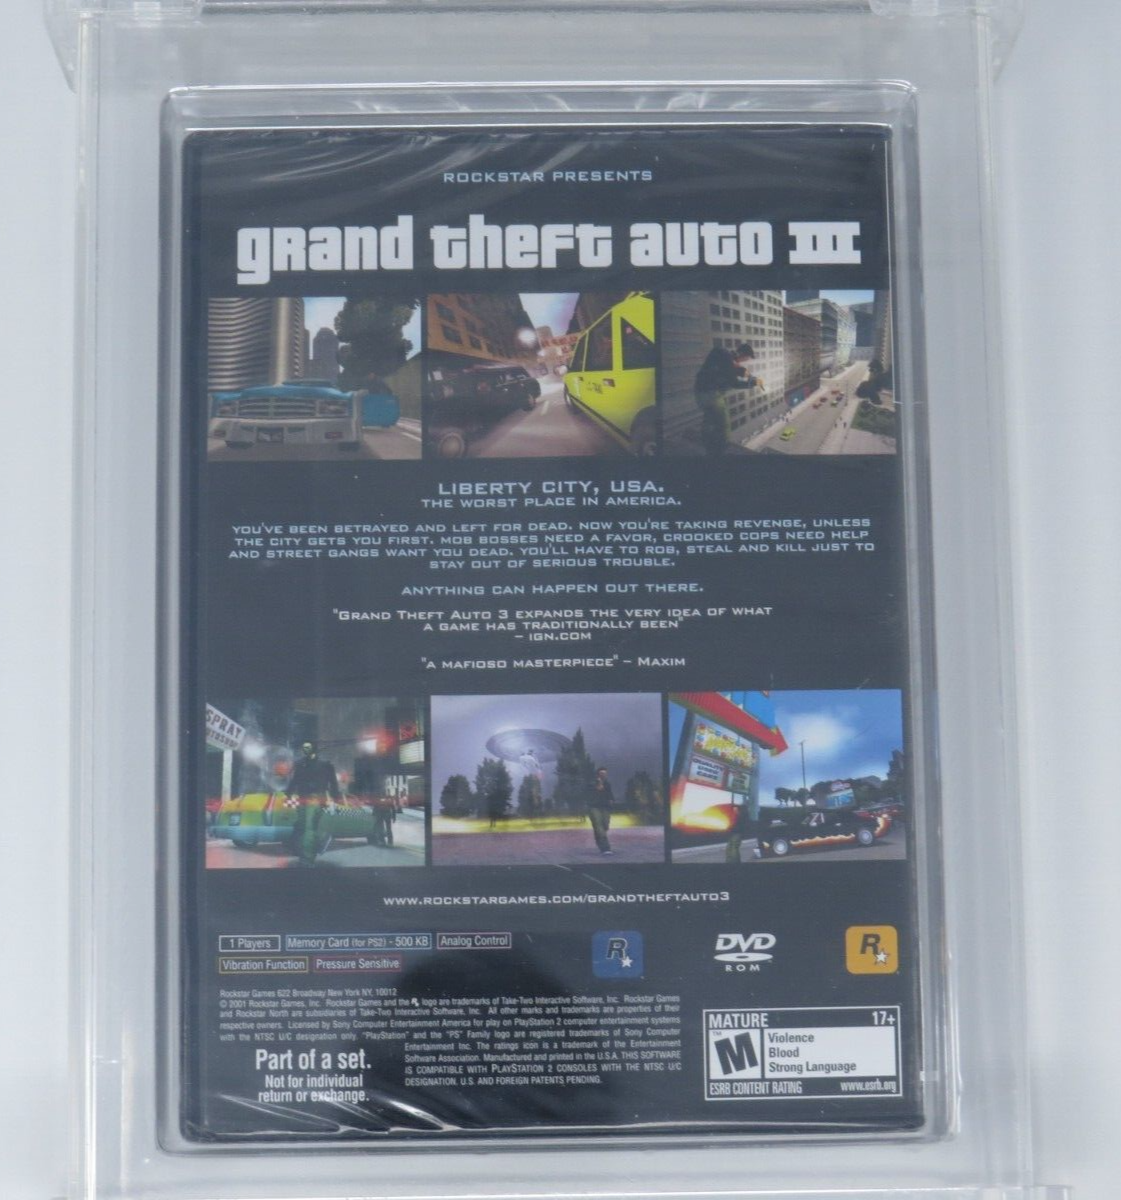 ROCKSTAR PRESENTS
grand theft auto III
LIBERTY CITY, USA.
THE WORST PLACE IN AMERICA.
YOU'VE BEEN BETRAYED AND LEFT FOR DEAD. NOW YOU'RE TAKING REVENGE, UNLESS
THE CITY GETS YOU FIRST. MOB BOSSES NEED A FAVOR, CROOKED COPS NEED HELP
AND STREET GANGS WANT YOU DEAD. YOU'LL HAVE TO ROB, STEAL AND KILL JUST TO
STAY OUT OF SERIOUS TROUBLE.
ANYTHING CAN HAPPEN OUT THERE.
"GRAND THEFT AUTO 3 EXPANDS THE VERY IDEA OF WHAT
A GAME HAS TRADITIONALLY BEEN"
– IGN.COM
"A MAFIOSO MASTERPIECE" – MAXIM
SPRAY
WWW.ROCKSTARGAMES.COM/GRANDTHEFTAUTO3
1 Players Memory Card (for PS2) - 500 KB Analog Control
Vibration Function Pressure Sensitive
R
DVD
ROM
R
Rockstar Games 622 Broadway New York NY, 10012
© 2001 Rockstar Games, Inc. Rockstar Games and the R logo are trademarks of Take-Two Interactive Software, Inc. Rockstar Games
and Rockstar North are subsidiaries of Take-Two Interactive Software, Inc. All other marks and trademarks are properties of their
respective owners. Licensed by Sony Computer Entertainment America for play on PlayStation 2 computer entertainment systems
with the NTSC U/C designation only. "PlayStation" and the "PS" Family logo are registered trademarks of Sony Computer
Entertainment Inc. The ratings icon is a trademark of the Entertainment
Software Association. Manufactured and printed in the U.S.A. THIS SOFTWARE
IS COMPATIBLE WITH PLAYSTATION 2 CONSOLES WITH THE NTSC U/C
DESIGNATION. U.S. AND FOREIGN PATENTS PENDING.
Part of a set.
Not for individual
return or exchange.
MATURE 17+
M
TM
Violence
Blood
Strong Language
ESRB CONTENT RATING www.esrb.org